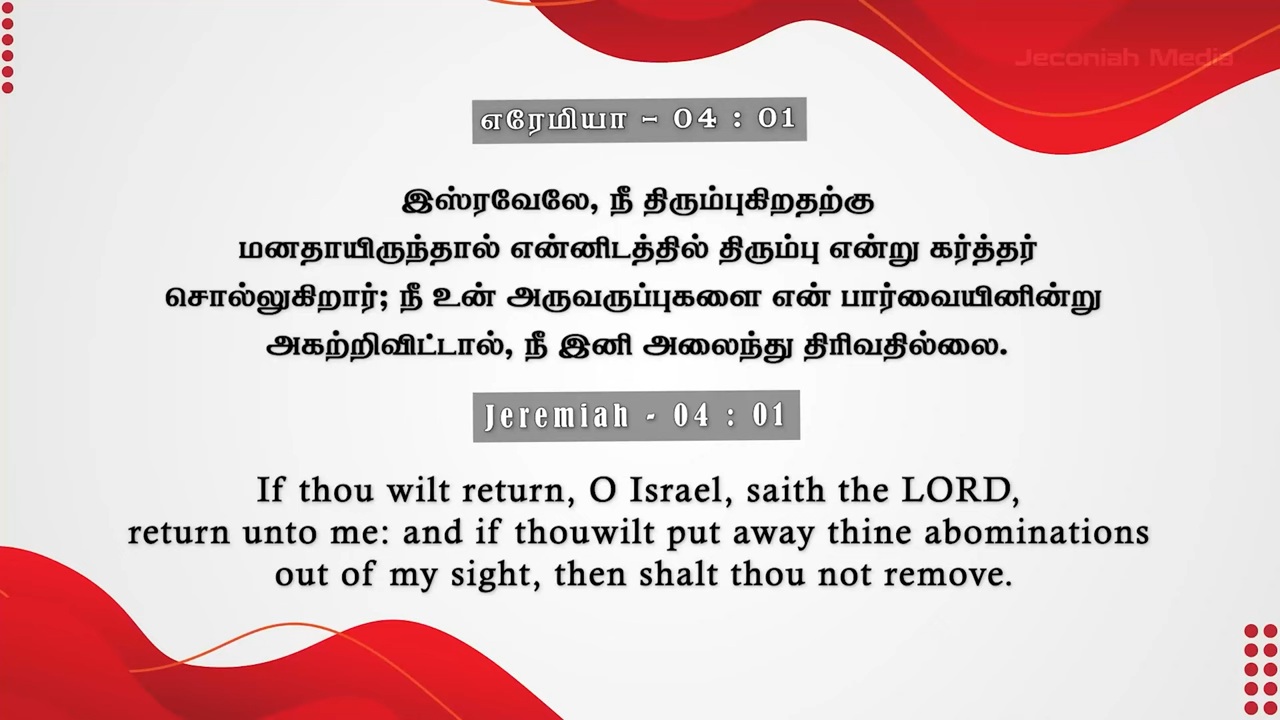 Jeconiah Media
எரேமியா - 04 : 01
இஸ்ரவேலே, நீ திரும்புகிறதற்கு
மனதாயிருந்தால் என்னிடத்தில் திரும்பு என்று கர்த்தர்
சொல்லுகிறார்; நீ உன் அருவருப்புகளை என் பார்வையினின்று
அகற்றிவிட்டால், நீ இனி அலைந்து திரிவதில்லை.
Jeremiah - 04 : 01
If thou wilt return, O Israel, saith the LORD,
return unto me: and if thouwilt put away thine abominations
out of my sight, then shalt thou not remove.